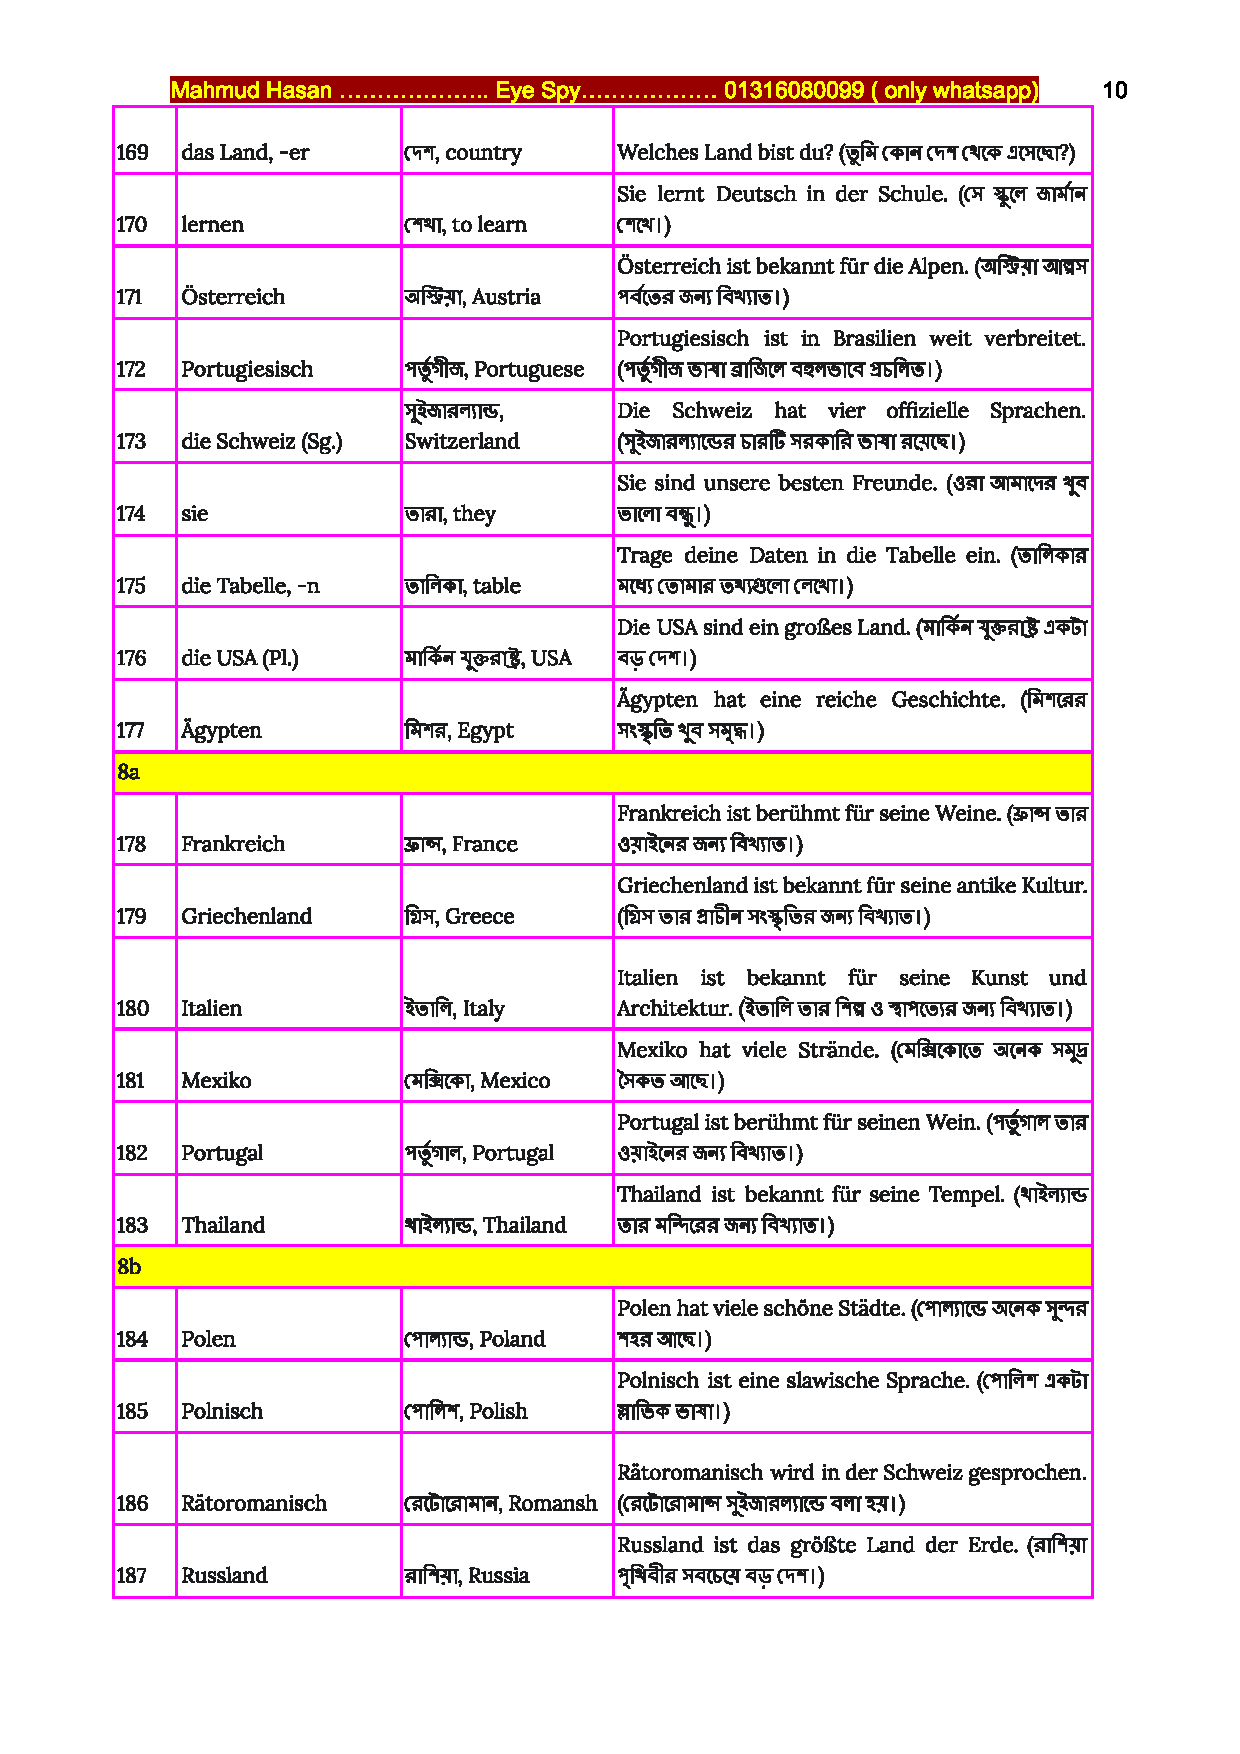 Mahmud Hasan ……………….. Eye Spy……………… 01316080099 ( only whatsapp) 10
169 das Land, -er দেশ, country Welches Land bist du? (তুমি কোন দেশ থেকে এসেছো?)
Sie lernt Deutsch in der Schule. (সে স্কুলে জার্মান
170 lernen শেখা, to learn শেখে।)
Österreich ist bekannt für die Alpen. (অস্ট্রিয়া আল্পস
171 Österreich অস্ট্রিয়া, Austria পর্বতের জন্য বিখ্যাত।)
Portugiesisch ist in Brasilien weit verbreitet.
172 Portugiesisch পর্তুগীজ, Portuguese (পর্তুগীজ ভাষা ব্রাজিলে বহুলভাবে প্রচলিত।)
সুইজারল্যান্ড, Die Schweiz hat vier offizielle Sprachen.
173 die Schweiz (Sg.) Switzerland (সুইজারল্যান্ডের চারটি সরকারি ভাষা রয়েছে।)
Sie sind unsere besten Freunde. (ওরা আমাদের খুব
174 sie তারা, they ভালো বন্ধু।)
Trage deine Daten in die Tabelle ein. (তালিকার
175 die Tabelle, -n তালিকা, table মধ্যে তোমার তথ্যগুলো লেখো।)
Die USA sind ein großes Land. (মার্কিন যুক্তরাষ্ট্র একটা
176 die USA (Pl.) মার্কিন যুক্তরাষ্ট্র, USA বড় দেশ।)
Ägypten hat eine reiche Geschichte. (মিশরের
177 Ägypten মিশর, Egypt সংস্কৃতি খুব সমৃদ্ধ।)
8a
Frankreich ist berühmt für seine Weine. (ফ্রান্স তার
178 Frankreich ফ্রান্স, France ওয়াইনের জন্য বিখ্যাত।)
Griechenland ist bekannt für seine antike Kultur.
179 Griechenland গ্রিস, Greece (গ্রিস তার প্রাচীন সংস্কৃতির জন্য বিখ্যাত।)
Italien ist bekannt für seine Kunst und
180 Italien ইতালি, Italy Architektur. (ইতালি তার শিল্প ও স্থাপত্যের জন্য বিখ্যাত।)
Mexiko hat viele Strände. (মেক্সিকোতে অনেক সমুদ্র
181 Mexiko মেক্সিকো, Mexico সৈকত আছে।)
Portugal ist berühmt für seinen Wein. (পর্তুগাল তার
182 Portugal পর্তুগাল, Portugal ওয়াইনের জন্য বিখ্যাত।)
Thailand ist bekannt für seine Tempel. (থাইল্যান্ড
183 Thailand থাইল্যান্ড, Thailand তার মন্দিরের জন্য বিখ্যাত।)
8b
Polen hat viele schöne Städte. (পোল্যান্ডে অনেক সুন্দর
184 Polen পোল্যান্ড, Poland শহর আছে।)
Polnisch ist eine slawische Sprache. (পোলিশ একটা
185 Polnisch পোলিশ, Polish স্লাভিক ভাষা।)
Rätoromanisch wird in der Schweiz gesprochen.
186 Rätoromanisch রেটোরোমান, Romansh (রেটোরোমান্স সুইজারল্যান্ডে বলা হয়।)
Russland ist das größte Land der Erde. (রাশিয়া
187 Russland রাশিয়া, Russia পৃথিবীর সবচেয়ে বড় দেশ।)